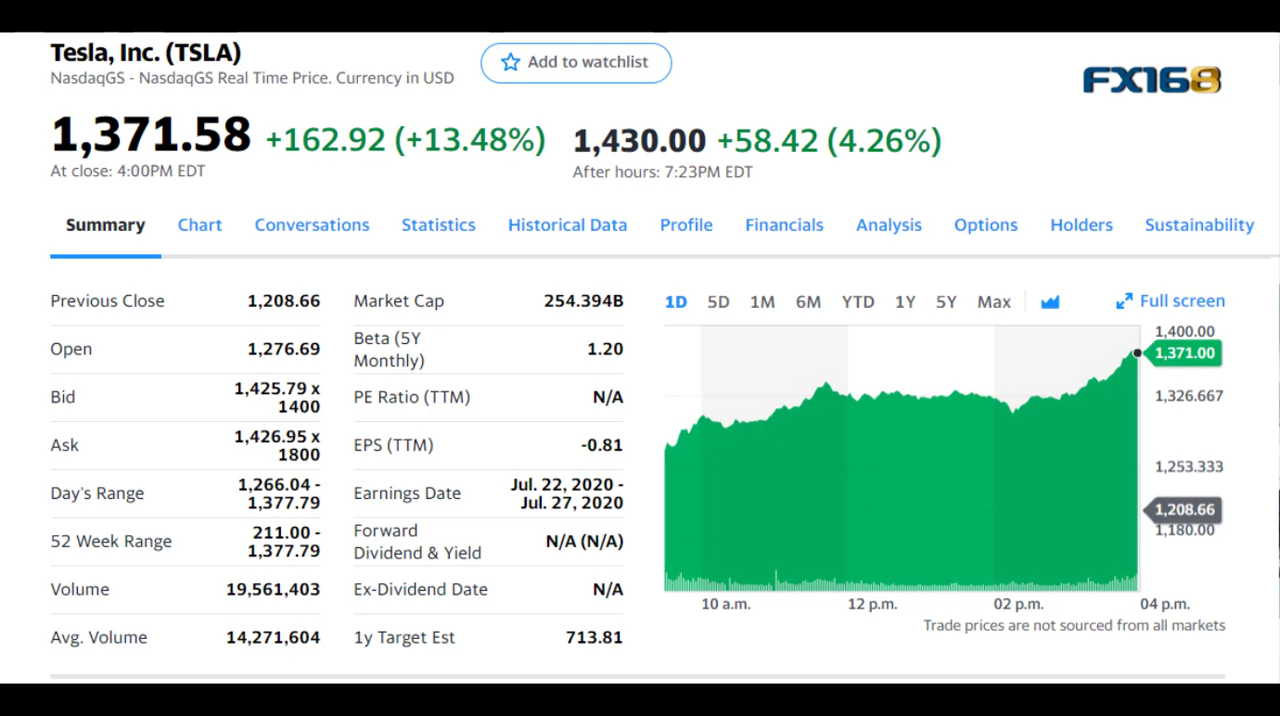 Tesla, Inc. (TSLA)
NasdaqGS - NasdaqGS Real Time Price. Currency in USD
Add to watchlist
FX168
1,371.58 +162.92 (+13.48%)
At close: 4:00PM EDT
1,430.00 +58.42 (4.26%)
After hours: 7:23PM EDT
Summary Chart Conversations Statistics Historical Data Profile Financials Analysis Options Holders Sustainability
Previous Close 1,208.66
Open 1,276.69
Bid 1,425.79 x
1400
Ask 1,426.95 x
1800
Day's Range 1,266.04 -
1,377.79
52 Week Range 211.00 -
1,377.79
Volume 19,561,403
Avg. Volume 14,271,604
Market Cap 254.394B
Beta (5Y
Monthly) 1.20
PE Ratio (TTM) N/A
EPS (TTM) -0.81
Earnings Date Jul. 22, 2020 -
Jul. 27, 2020
Forward
Dividend & Yield N/A (N/A)
Ex-Dividend Date N/A
1y Target Est 713.81
1D 5D 1M 6M YTD 1Y 5Y Max Full screen
1,400.00
1,371.00
1,326.667
1,253.333
1,208.66
1,180.00
10 a.m. 12 p.m. 02 p.m. 04 p.m.
Trade prices are not sourced from all markets